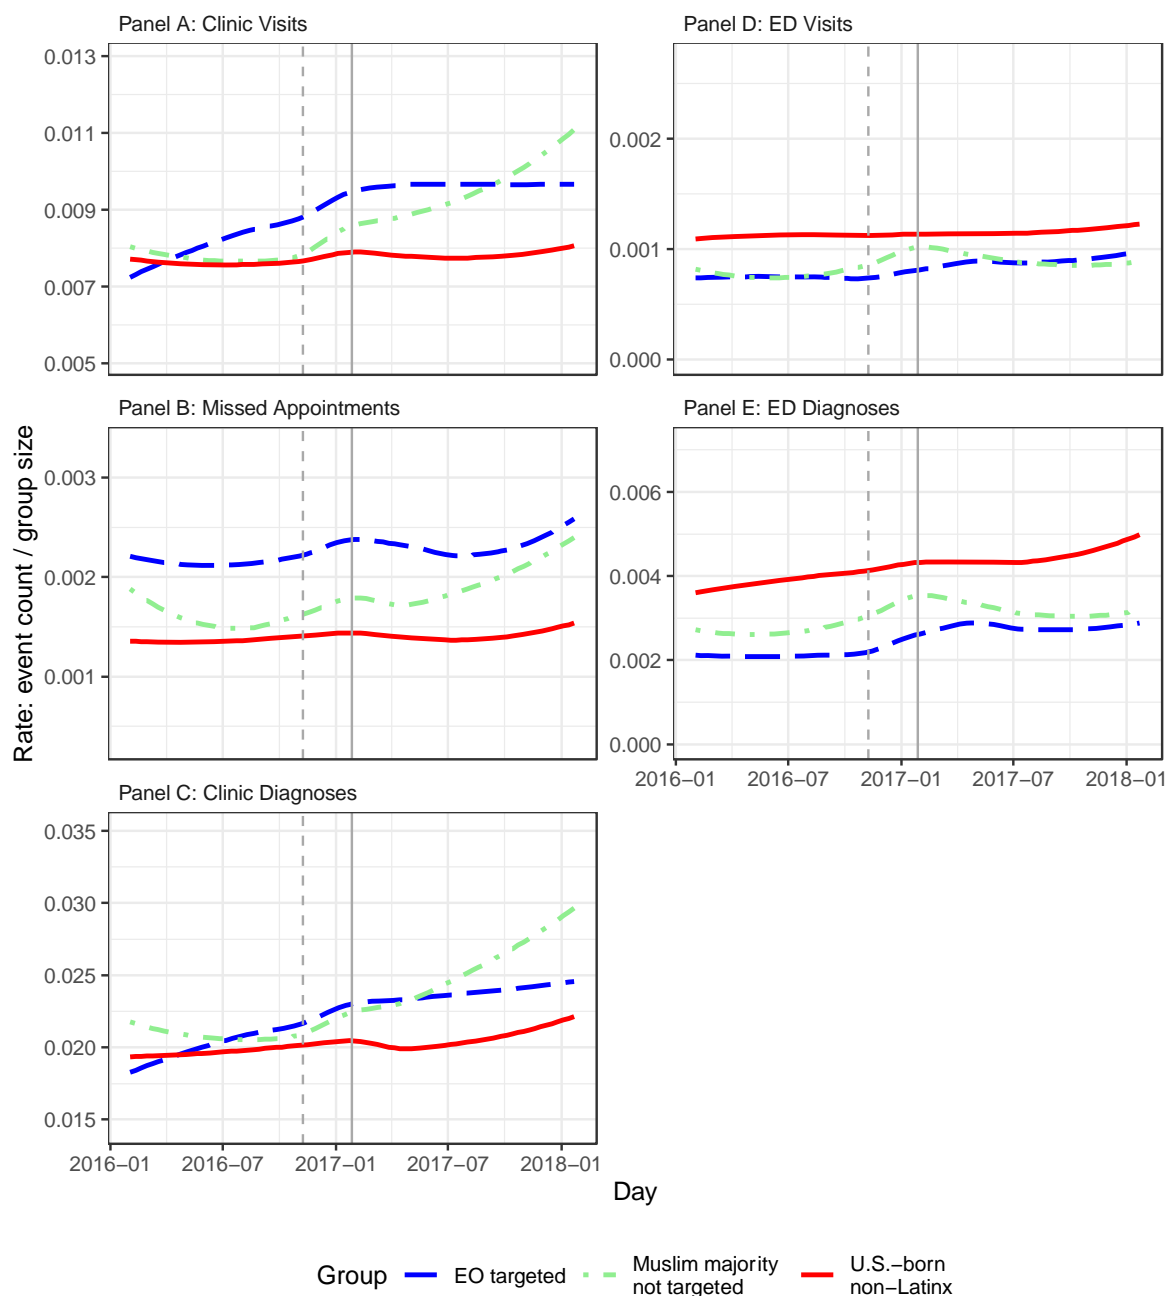 Panel A: Clinic Visits
0.013
0.011
0.009
0.007
0.005
Panel D: ED Visits
0.002
0.001
0.000
Panel B: Missed Appointments
0.003
0.002
0.001
Panel E: ED Diagnoses
0.006
0.004
0.002
0.000
2016−01 2016−07 2017−01 2017−07 2018−01
Panel C: Clinic Diagnoses
0.035
0.030
0.025
0.020
0.015
2016−01 2016−07 2017−01 2017−07 2018−01
Rate: event count / group size
Day
Group
EO targeted
Muslim majority
not targeted
U.S.−born
non−Latinx